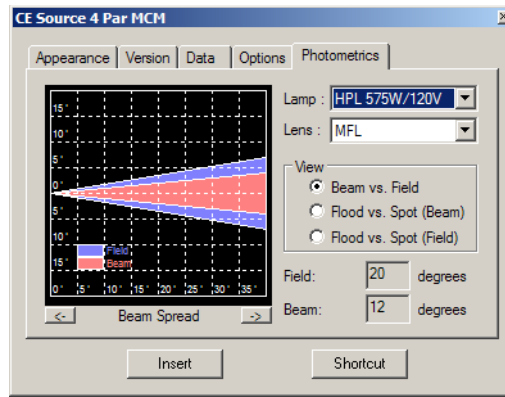 CE Source 4 Par MCM
Appearance Version Data Options Photometrics
Lamp : HPL 575W/120V
Lens : MFL
View
Beam vs. Field
Flood vs. Spot (Beam)
Flood vs. Spot (Field)
Field: 20 degrees
Beam: 12 degrees
15'
10'
5'
0'
5'
10'
15'
Field
Beam
0' 5' 10' 15' 20' 25' 30' 35'
<- Beam Spread ->
Insert Shortcut